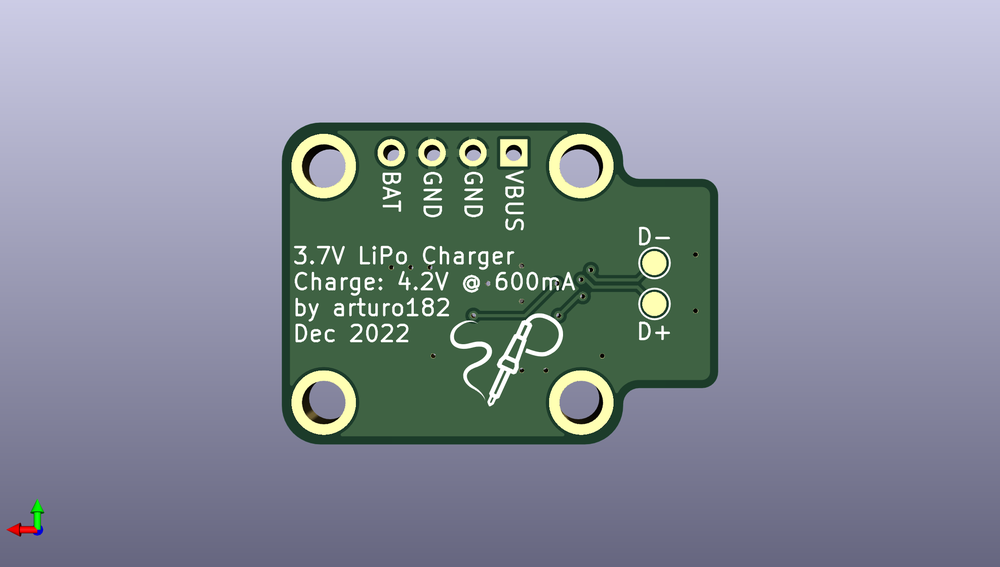 BAT
GND
GND
VBUS
D-
3.7V LiPo Charger
Charge: 4.2V @ 600mA
by arturo182
Dec 2022
D+